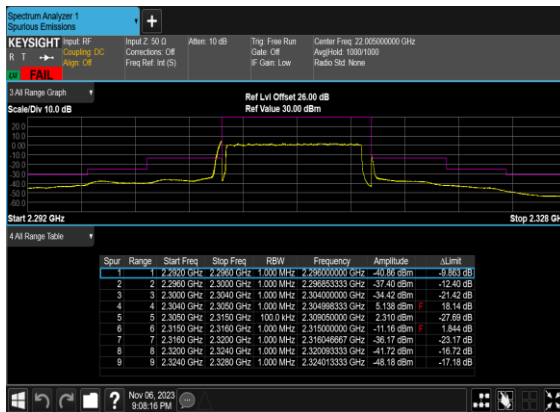 Spectrum Analyzer 1
Spurious Emissions
KEYSIGHT Input: RF Input Z: 50 Ω Atten: 10 dB Trig: Free Run Center Freq: 22.005000000 GHz
R T Coupling: DC Corrections: Off Gate: Off Avg|Hold: 1000/1000
Align: Off Freq Ref: Int (S) IF Gain: Low Radio Std: None
FAIL
3 All Range Graph
Ref Lvl Offset 26.00 dB
Scale/Div 10.0 dB Ref Value 30.00 dBm
20.0
10.0
0.00
-10.0
-20.0
-30.0
-40.0
-50.0
-60.0
Start 2.292 GHz Stop 2.328 GH
4 All Range Table
Spur Range Start Freq Stop Freq RBW Frequency Amplitude ΔLimit
1 1 2.2920 GHz 2.2960 GHz 1.000 MHz 2.296000000 GHz -40.86 dBm -9.863 dB
2 2 2.2960 GHz 2.3000 GHz 1.000 MHz 2.296853333 GHz -37.40 dBm -12.40 dB
3 3 2.3000 GHz 2.3040 GHz 1.000 MHz 2.304000000 GHz -34.42 dBm -21.42 dB
4 4 2.3040 GHz 2.3050 GHz 1.000 MHz 2.304998333 GHz 5.138 dBm F 18.14 dB
5 5 2.3050 GHz 2.3150 GHz 100.0 kHz 2.309050000 GHz 2.310 dBm -27.69 dB
6 6 2.3150 GHz 2.3160 GHz 1.000 MHz 2.315000000 GHz -11.16 dBm F 1.844 dB
7 7 2.3160 GHz 2.3200 GHz 1.000 MHz 2.316046667 GHz -36.17 dBm -23.17 dB
8 8 2.3200 GHz 2.3240 GHz 1.000 MHz 2.320093333 GHz -41.72 dBm -16.72 dB
9 9 2.3240 GHz 2.3280 GHz 1.000 MHz 2.324013333 GHz -48.18 dBm -17.18 dB
Nov 06, 2023
9:08:16 PM